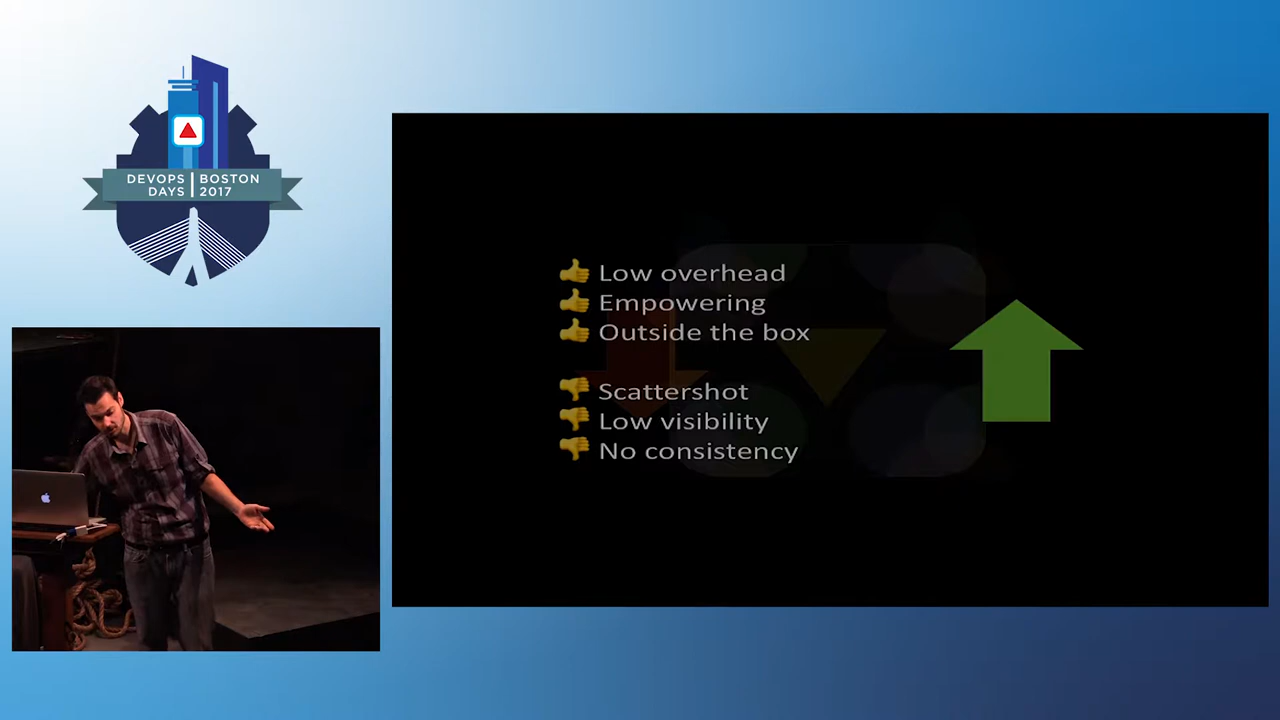 DEVOPS BOSTON
DAYS 2017
Low overhead
Empowering
Outside the box
Scattershot
Low visibility
No consistency